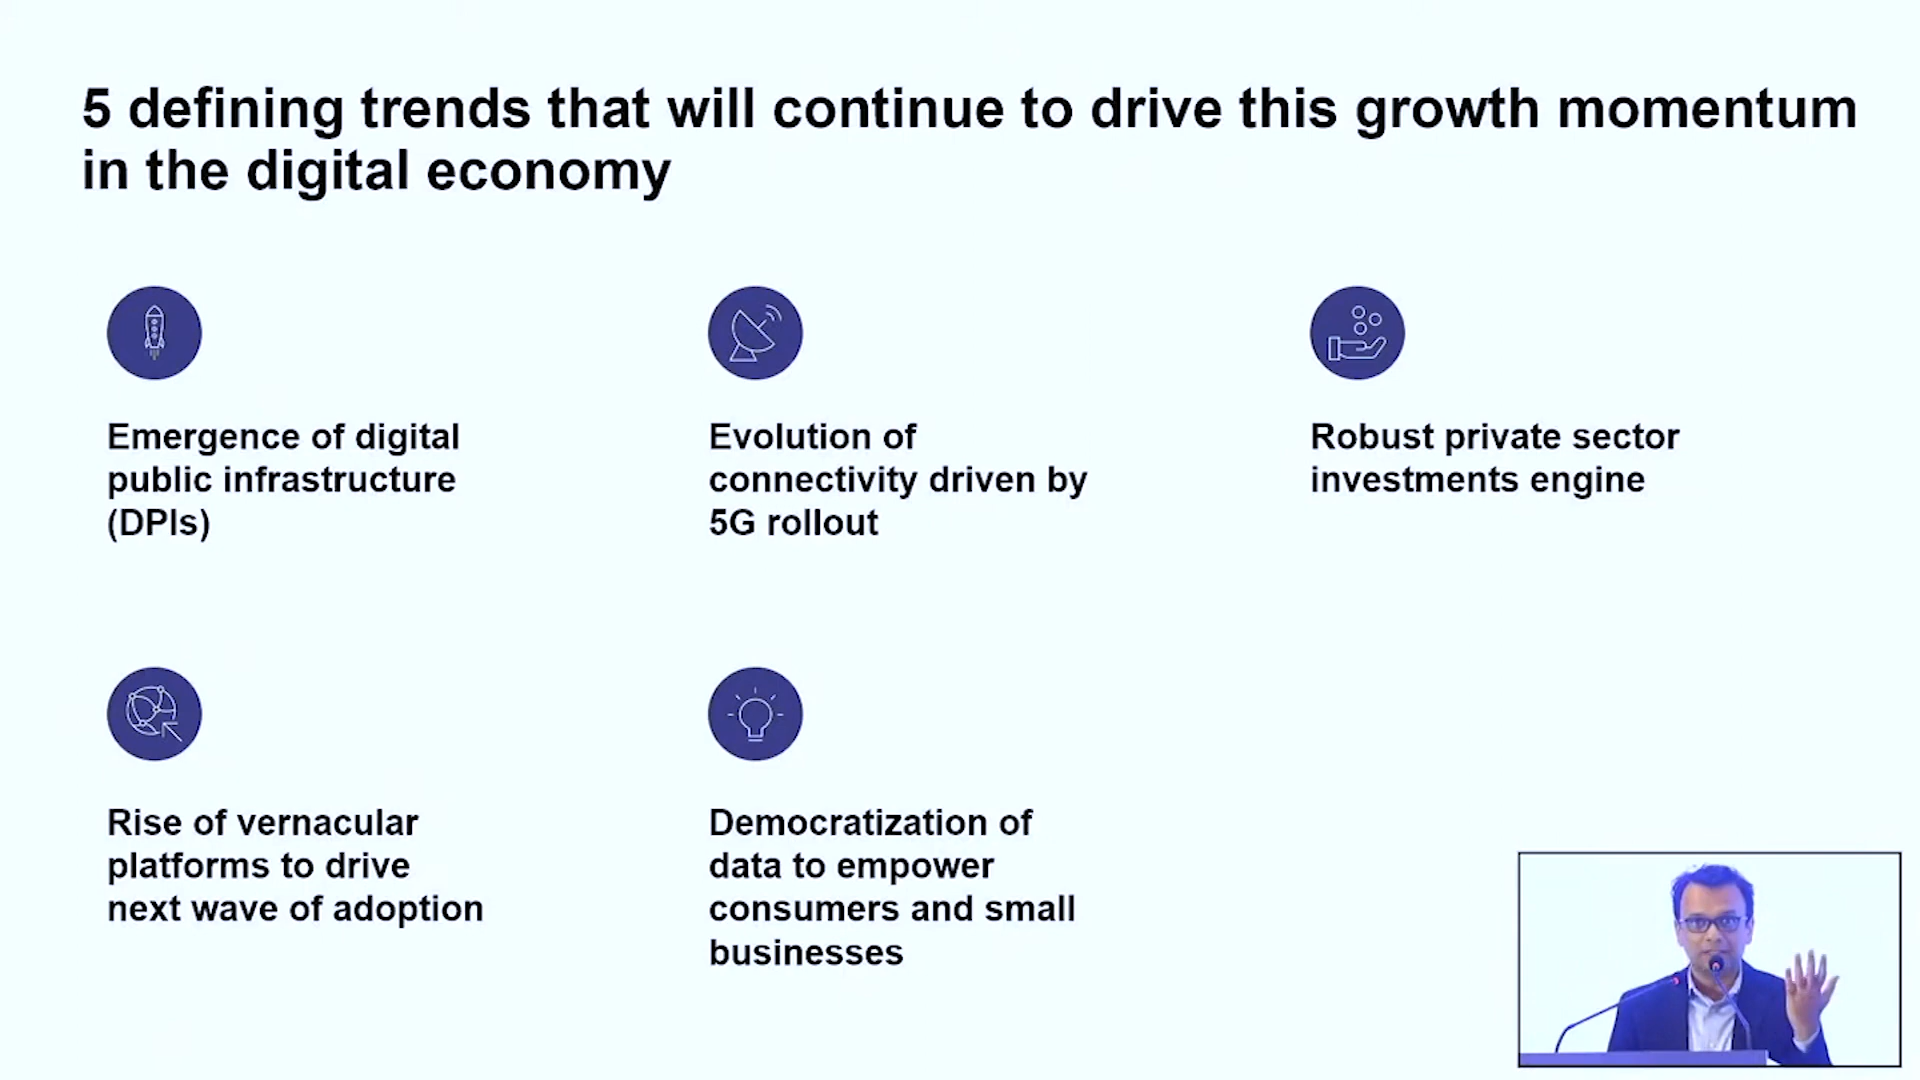 5 defining trends that will continue to drive this growth momentum
in the digital economy
Emergence of digital
public infrastructure
(DPIs)
Evolution of
connectivity driven by
5G rollout
Robust private sector
investments engine
Rise of vernacular
platforms to drive
next wave of adoption
Democratization of
data to empower
consumers and small
businesses